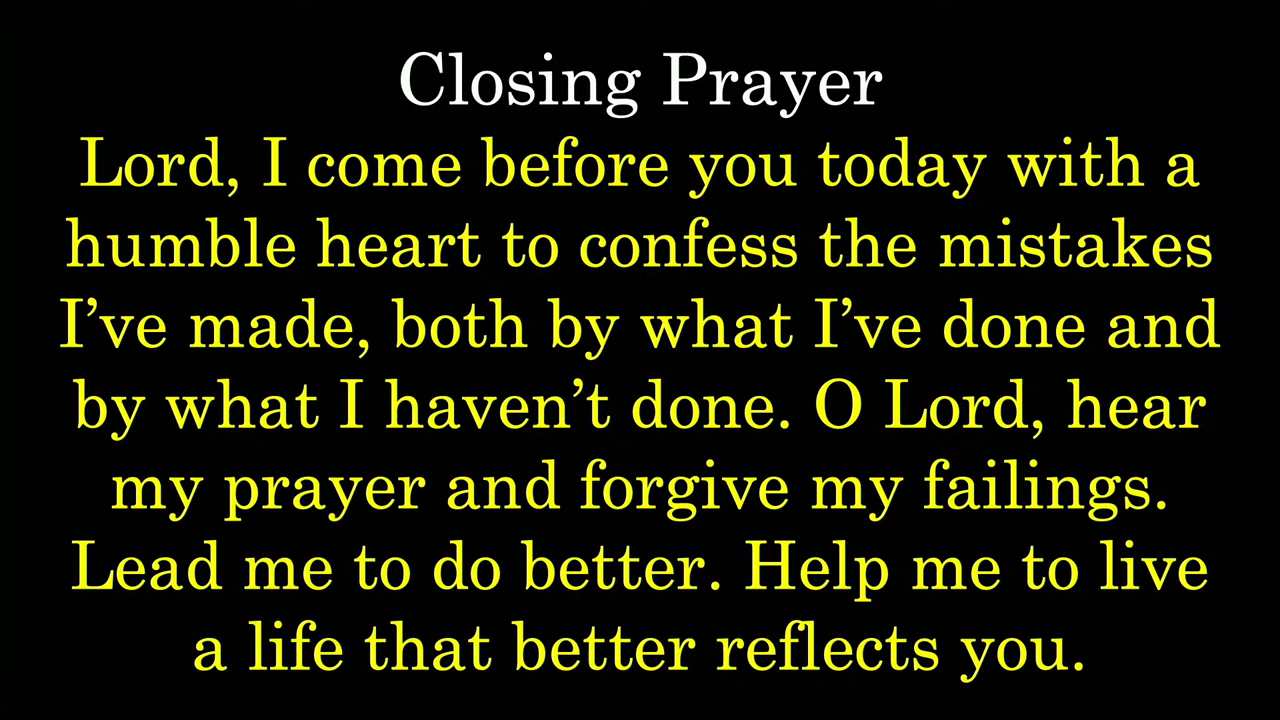 Closing Prayer
Lord, I come before you today with a
humble heart to confess the mistakes
I’ve made, both by what I’ve done and
by what I haven’t done. O Lord, hear
my prayer and forgive my failings.
Lead me to do better. Help me to live
a life that better reflects you.